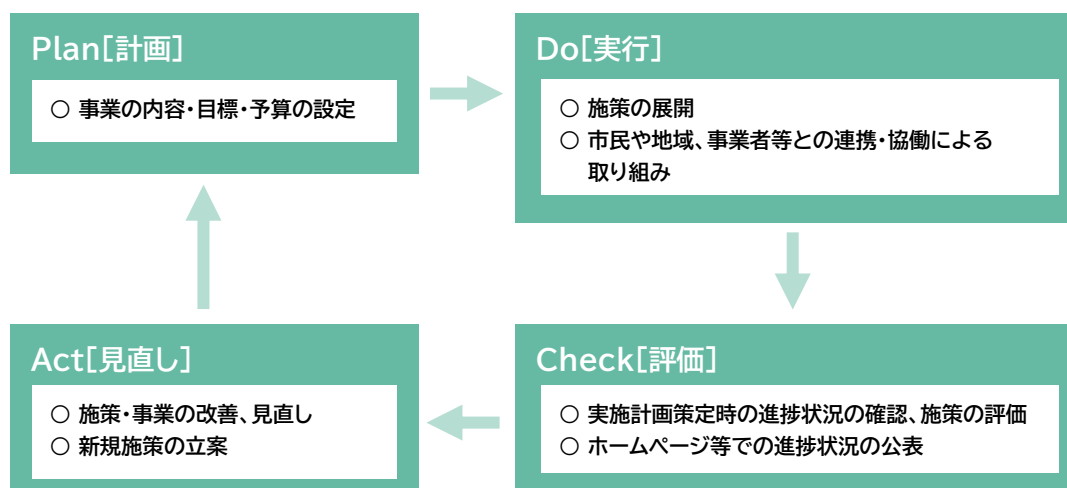 Plan[計画]
○ 事業の内容・目標・予算の設定
Do[実行]
○ 施策の展開
○ 市民や地域、事業者等との連携・協働による
取り組み
Check[評価]
○ 実施計画策定時の進捗状況の確認、施策の評価
○ ホームページ等での進捗状況の公表
Act[見直し]
○ 施策・事業の改善、見直し
○ 新規施策の立案